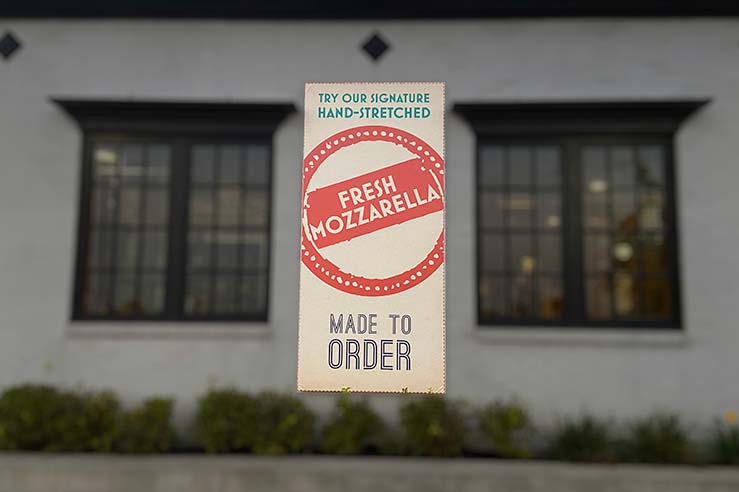 TRY OUR SIGNATURE
HAND-STRETCHED
FRESH
MOZZARELLA
MADE TO
ORDER